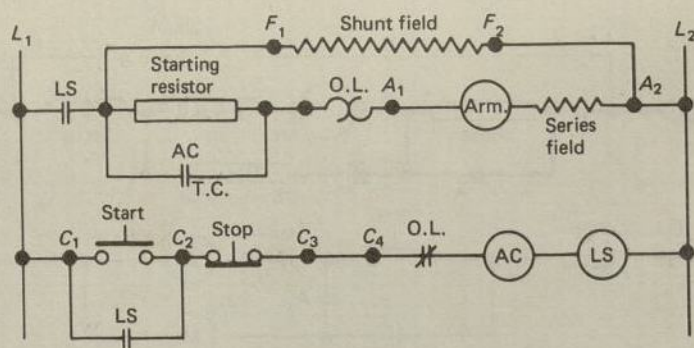 L1
F1
Shunt field
F2
L2
LS
Starting
resistor
O.L.
A1
Arm.
A2
Series
field
AC
T.C.
Start
C1
C2
Stop
C3
C4
O.L.
AC
LS
LS